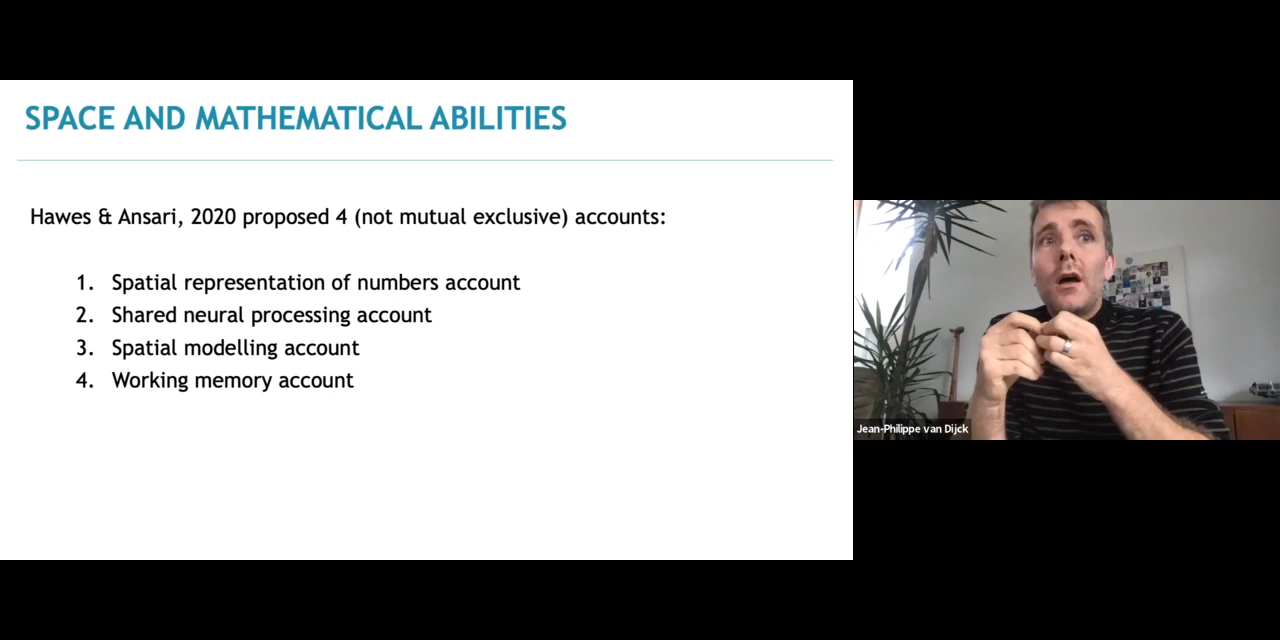 SPACE AND MATHEMATICAL ABILITIES
Hawes & Ansari, 2020 proposed 4 (not mutual exclusive) accounts:
1. Spatial representation of numbers account
2. Shared neural processing account
3. Spatial modelling account
4. Working memory account
Jean-Philippe van Dijck